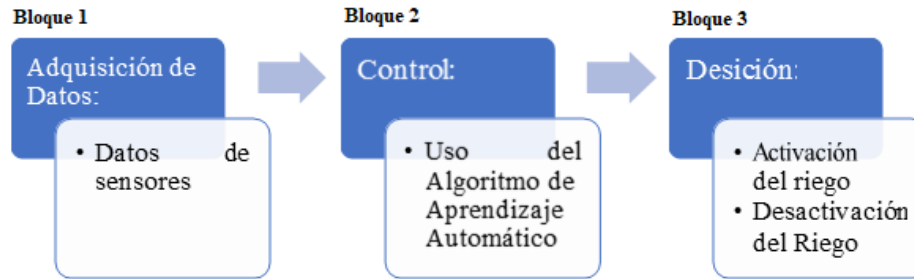 Bloque 1
Adquisición de
Datos:
• Datos de
sensores
Bloque 2
Control:
• Uso del
Algoritmo de
Aprendizaje
Automático
Bloque 3
Desición:
• Activación
del riego
• Desactivación
del Riego